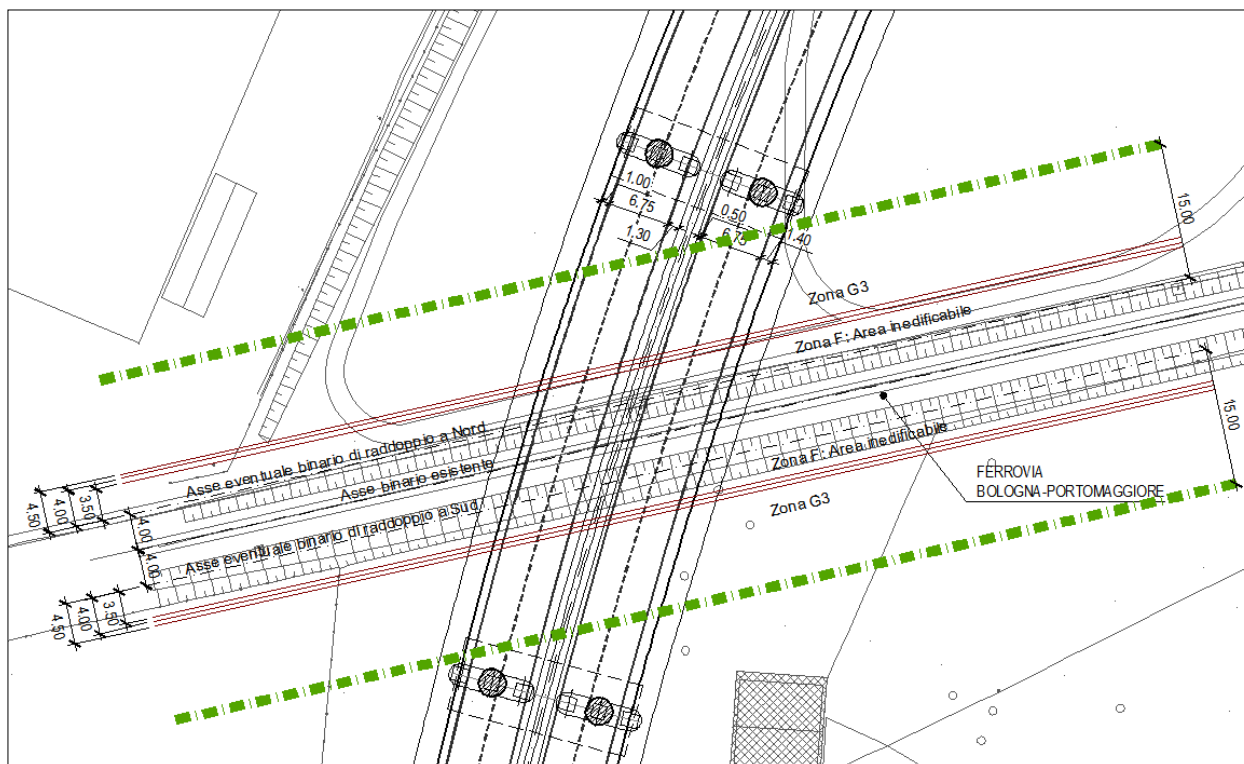 1.00
6.75
1.30
0.50
6.75
1.40
15.00
Zona G3
Zona F: Area inedificabile
Asse eventuale binario di raddoppio a Nord
Asse binario esistente
Asse eventuale binario di raddoppio a Sud
Zona F: Area inedificabile
Zona G3
15.00
FERROVIA
BOLOGNA-PORTOMAGGIORE
4.50
4.00
3.50
4.00
4.00
4.50
4.00
3.50